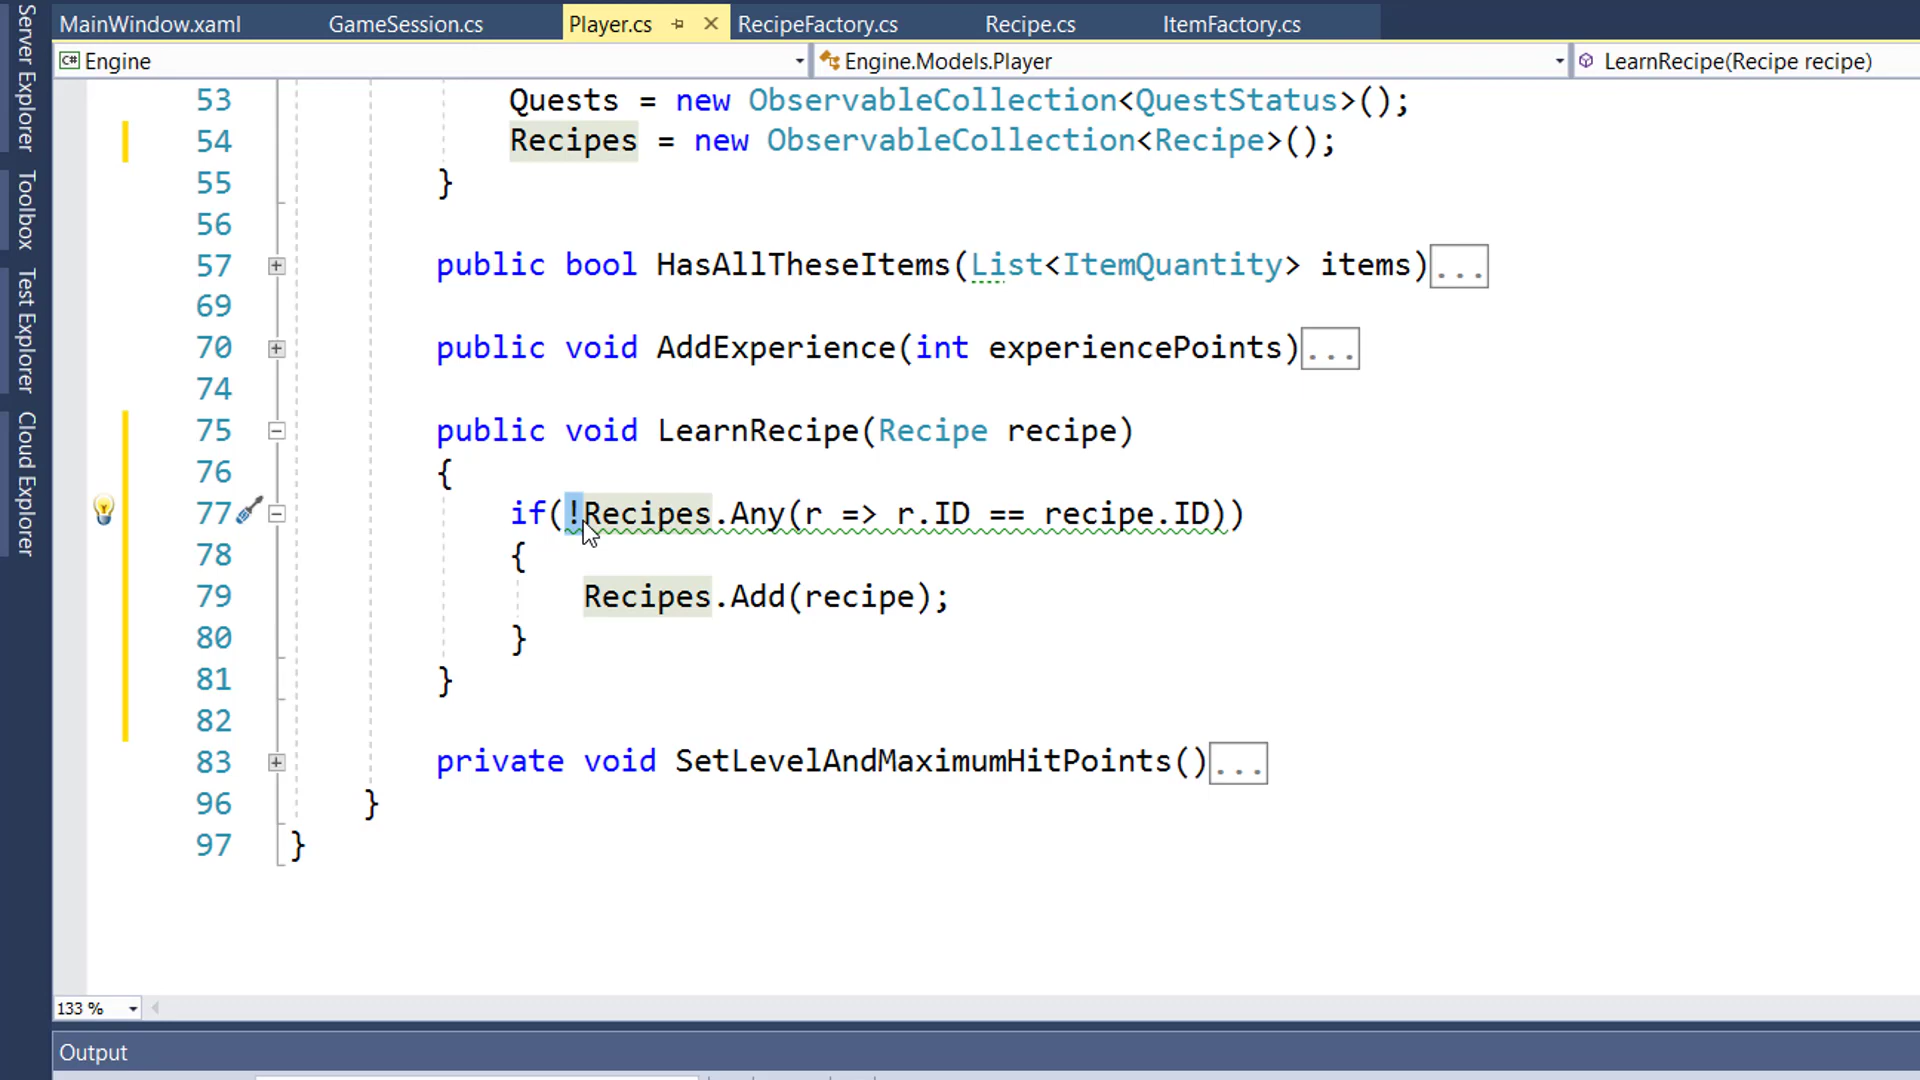 MainWindow.xaml GameSession.cs Player.cs RecipeFactory.cs Recipe.cs ItemFactory.cs
C# Engine Engine.Models.Player LearnRecipe(Recipe recipe)
Server Explorer
Toolbox
Test Explorer
Cloud Explorer
53 Quests = new ObservableCollection<QuestStatus>();
54 Recipes = new ObservableCollection<Recipe>();
55 }
56
57 public bool HasAllTheseItems(List<ItemQuantity> items)...
69
70 public void AddExperience(int experiencePoints)...
74
75 public void LearnRecipe(Recipe recipe)
76 {
77 if(!Recipes.Any(r => r.ID == recipe.ID))
78 {
79 Recipes.Add(recipe);
80 }
81 }
82
83 private void SetLevelAndMaximumHitPoints()...
96 }
97 }
133 %
Output